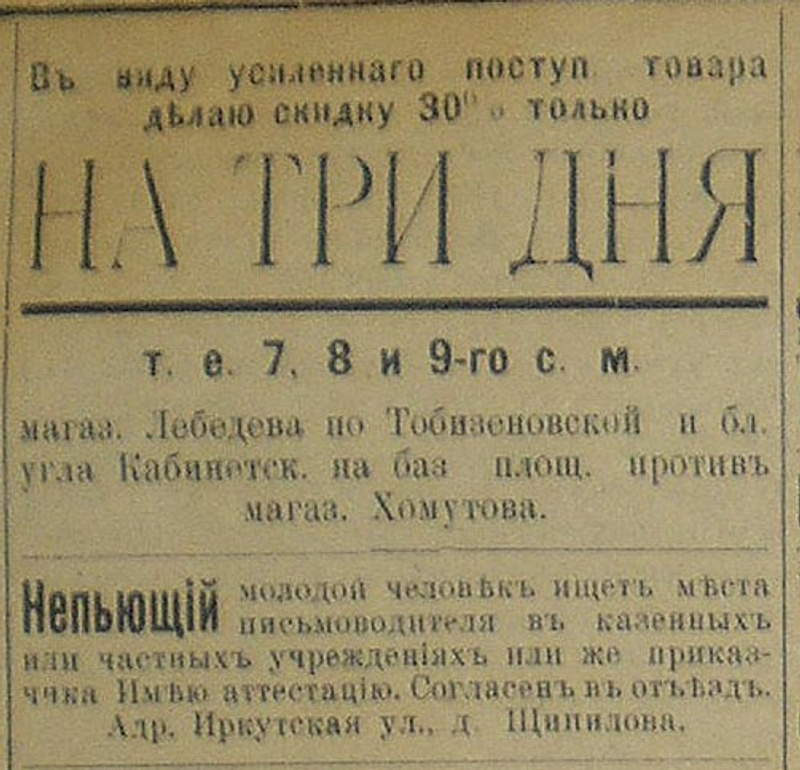 Въ виду усиленнаго поступ. товара
дѣлаю скидку 30% только
НА ТРИ ДНЯ
т. е. 7, 8 и 9-го с. м.
магаз. Лебедева по Тобизеновской и бл.
угла Кабинетск. на баз площ. противъ
магаз. Хомутова.
Непьющій молодой человѣкъ ищетъ мѣста
письмоводителя въ казенныхъ
или частныхъ учрежденіяхъ или же приказ-
чика Имѣю аттестацію. Согласенъ въ отъѣздъ.
Адр. Иркутская ул., д. Щипилова.